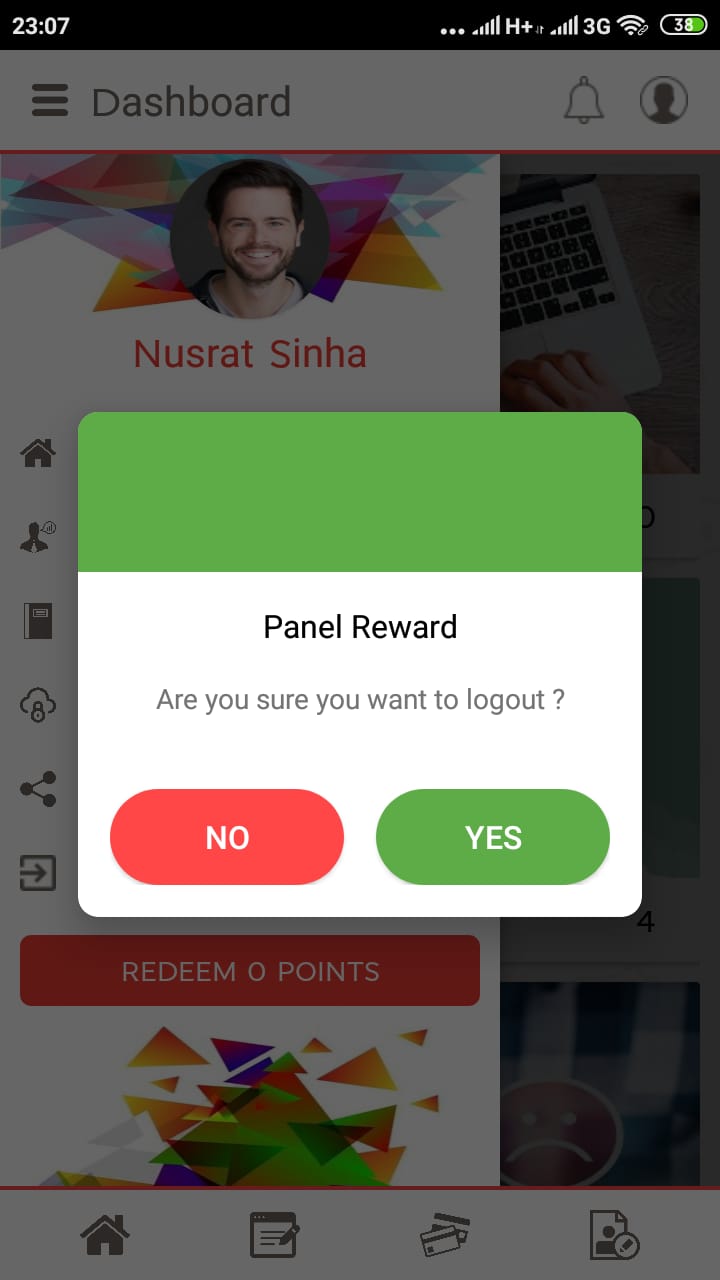 23:07
H+
3G
38
Dashboard
Nusrat Sinha
Panel Reward
Are you sure you want to logout ?
NO
YES
4
REDEEM 0 POINTS